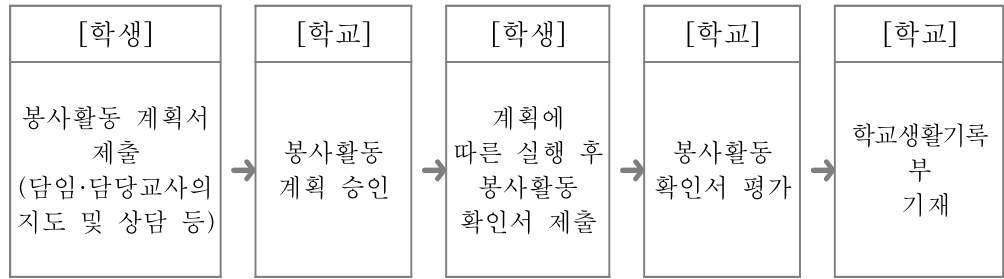 [학생]
봉사활동 계획서
제출
(담임·담당교사의
지도 및 상담 등)
[학교]
봉사활동
계획 승인
[학생]
계획에
따른 실행 후
봉사활동
확인서 제출
[학교]
봉사활동
확인서 평가
[학교]
학교생활기록
부
기재